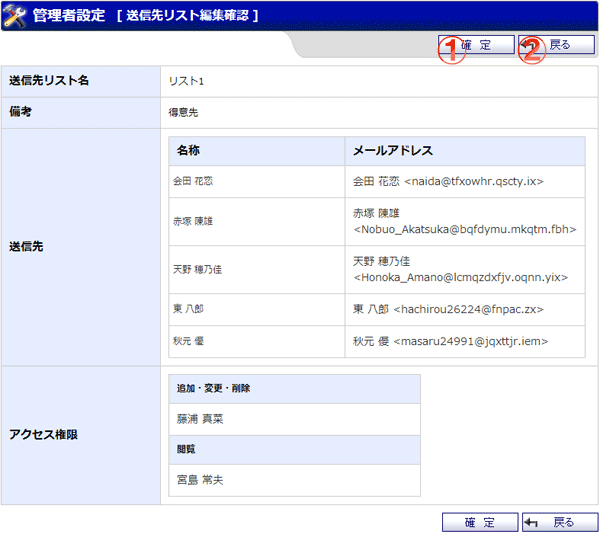 管理者設定 [ 送信先リスト編集確認 ]
① 確 定 ② 戻る
送信先リスト名 リスト1
備考 得意先
送信先
名称 メールアドレス
会田 花恋 会田 花恋 <naida@tfxowhr.qscty.ix>
赤塚 陳雄 赤塚 陳雄
<Nobuo_Akatsuka@bqfdymu.mkqtm.fbh>
天野 穂乃佳 天野 穂乃佳
<Honoka_Amano@lcmqzdxfjv.oqnn.yix>
東 八郎 東 八郎 <hachirou26224@fnpac.zx>
秋元 優 秋元 優 <masaru24991@jqxttjr.iem>
アクセス権限
追加・変更・削除
藤浦 真菜
閲覧
宮島 常夫
確 定 戻る